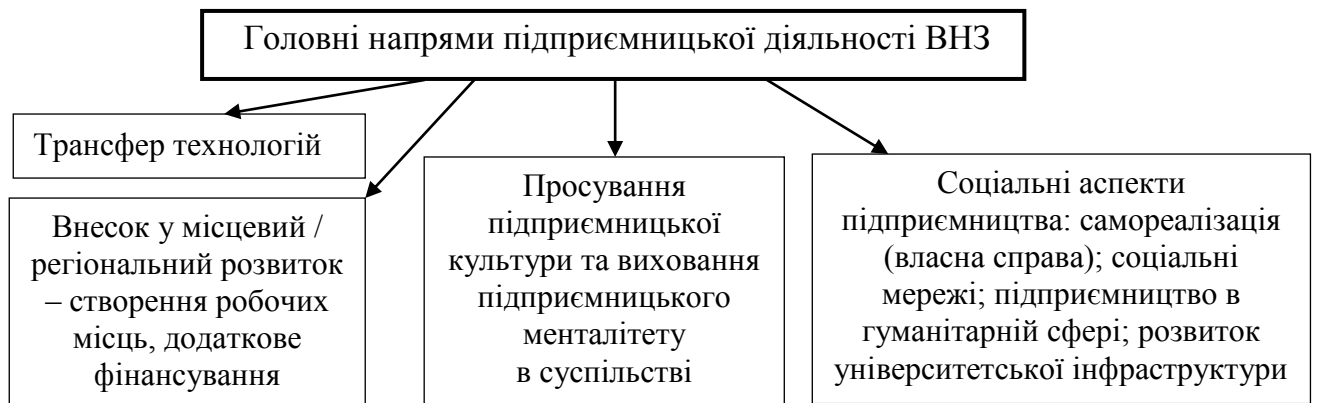 Головні напрями підприємницької діяльності ВНЗ
Трансфер технологій
Внесок у місцевий /
регіональний розвиток
– створення робочих
місць, додаткове
фінансування
Просування
підприємницької
культури та виховання
підприємницького
менталітету
в суспільстві
Соціальні аспекти
підприємництва: самореалізація
(власна справа); соціальні
мережі; підприємництво в
гуманітарній сфері; розвиток
університетської інфраструктури